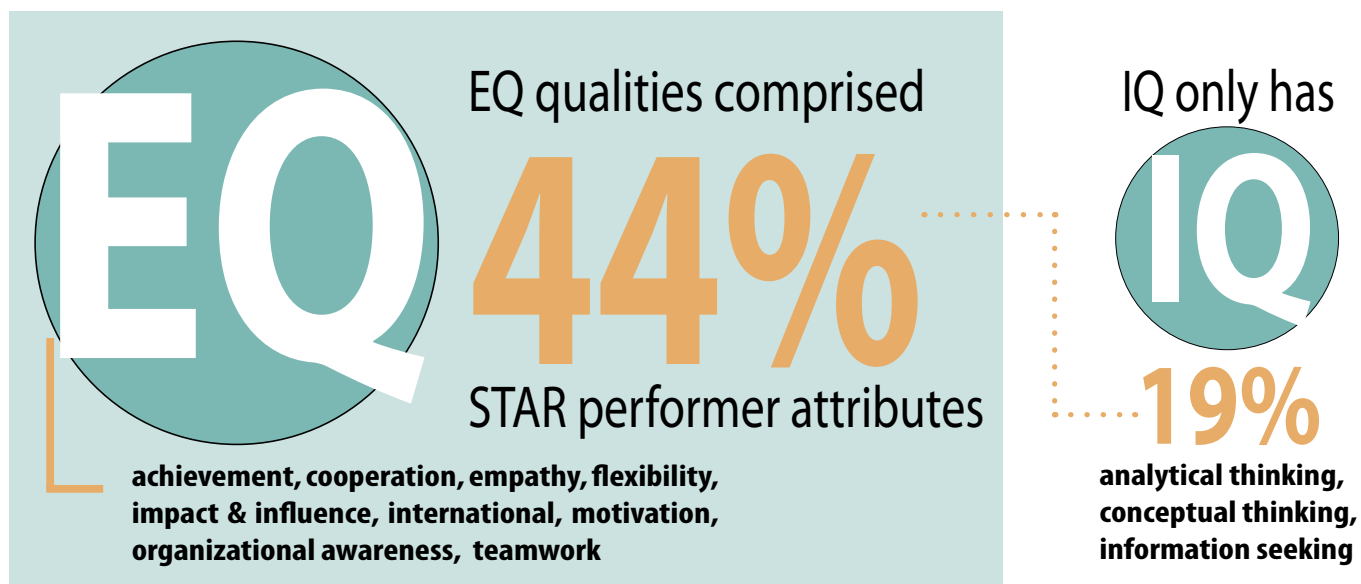 EQ
EQ qualities comprised
44%
STAR performer attributes
achievement, cooperation, empathy, flexibility,
impact & influence, international, motivation,
organizational awareness, teamwork
IQ only has
IQ
19%
analytical thinking,
conceptual thinking,
information seeking